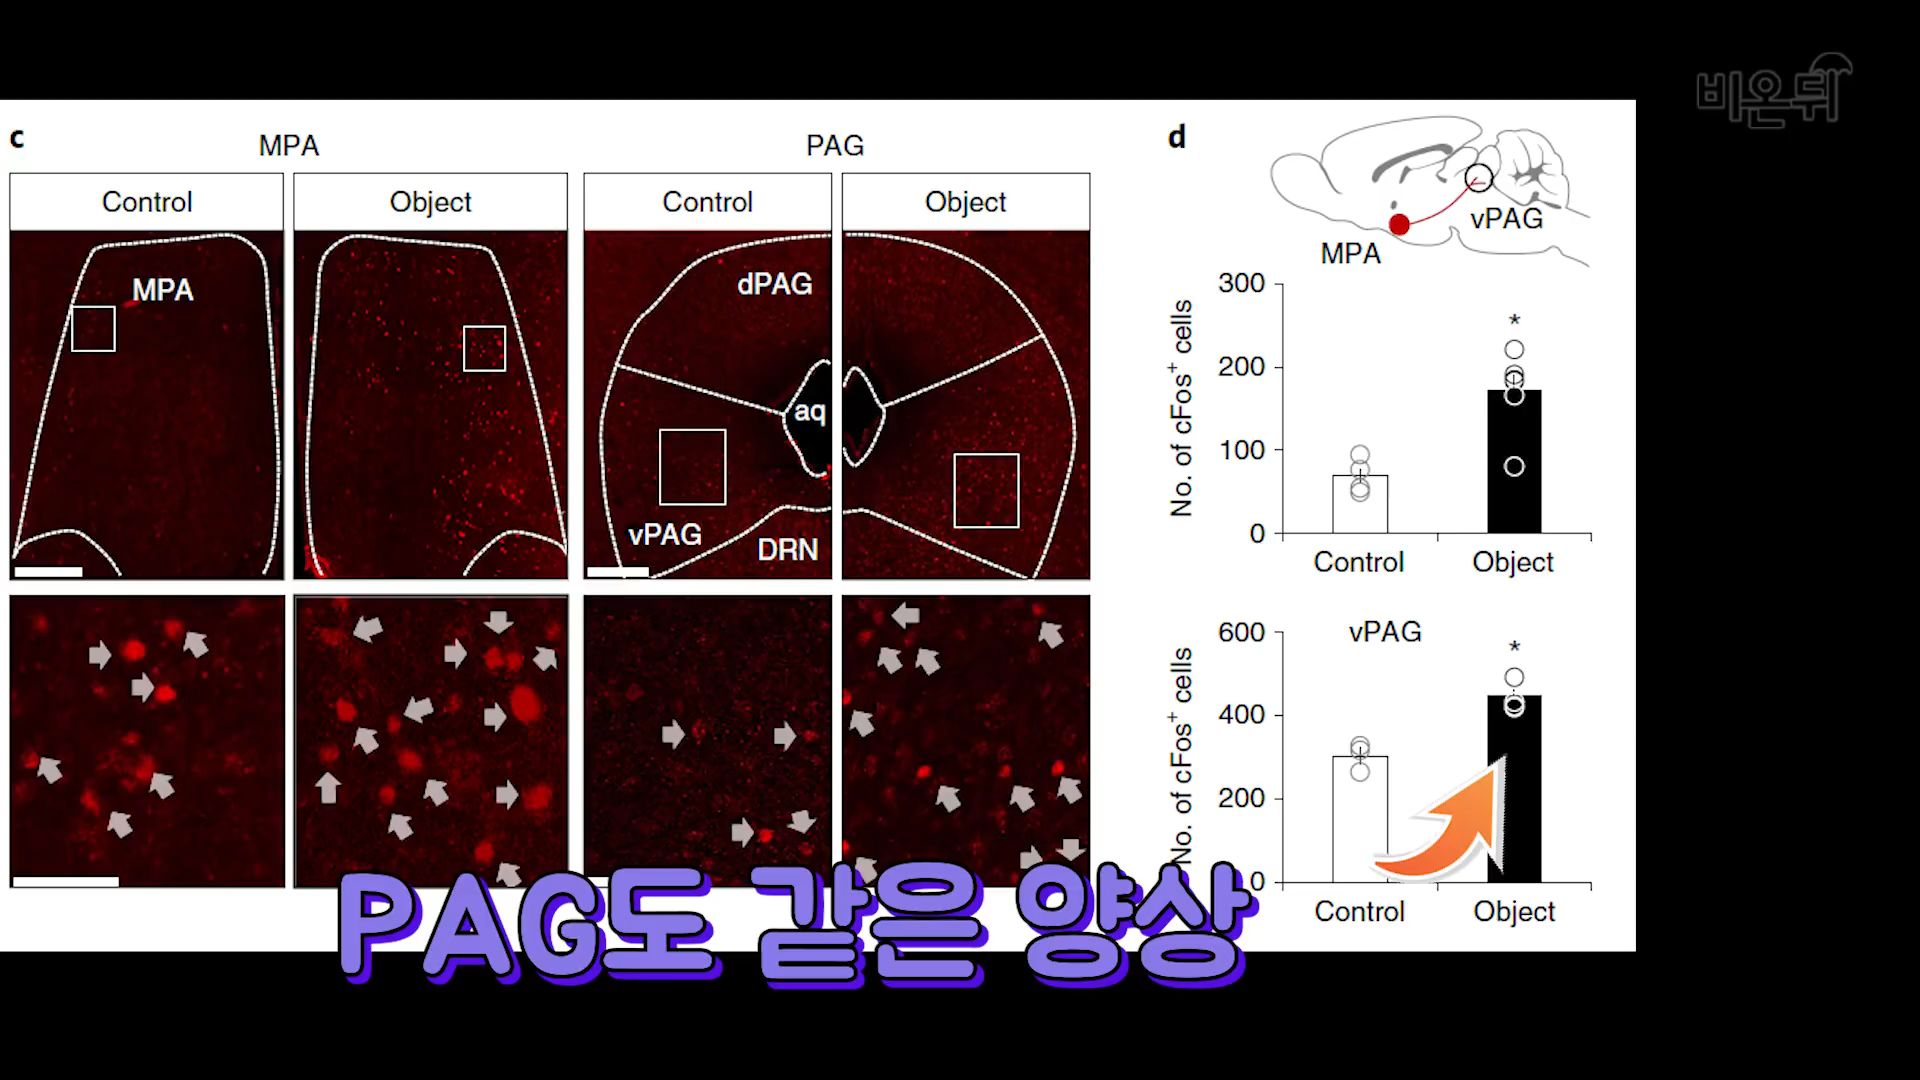 비온뒤
c
MPA
PAG
Control
Object
Control
Object
MPA
dPAG
aq
vPAG
DRN
d
vPAG
MPA
No. of cFos⁺ cells
300
200
100
0
*
Control
Object
vPAG
No. of cFos⁺ cells
600
400
200
0
*
Control
Object
PAG도 같은 양상